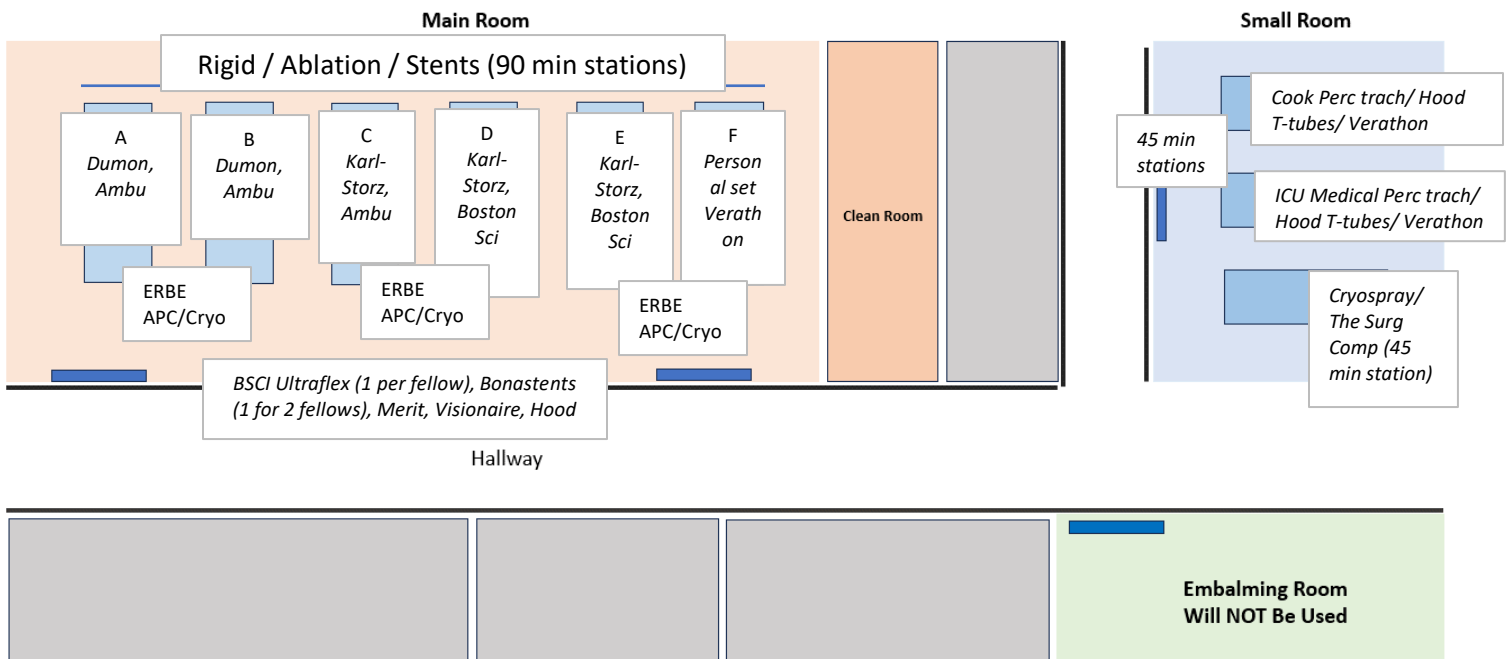 Main Room
Small Room
Rigid / Ablation / Stents (90 min stations)
A
Dumon,
Ambu
B
Dumon,
Ambu
C
Karl-
Storz,
Ambu
D
Karl-
Storz,
Boston
Sci
E
Karl-
Storz,
Boston
Sci
F
Person
al set
Verath
on
ERBE
APC/Cryo
ERBE
APC/Cryo
ERBE
APC/Cryo
BSCI Ultraflex (1 per fellow), Bonastents
(1 for 2 fellows), Merit, Visionaire, Hood
Clean Room
45 min
stations
Cook Perc trach/ Hood
T-tubes/ Verathon
ICU Medical Perc trach/
Hood T-tubes/ Verathon
Cryospray/
The Surg
Comp (45
min station)
Hallway
Embalming Room
Will NOT Be Used